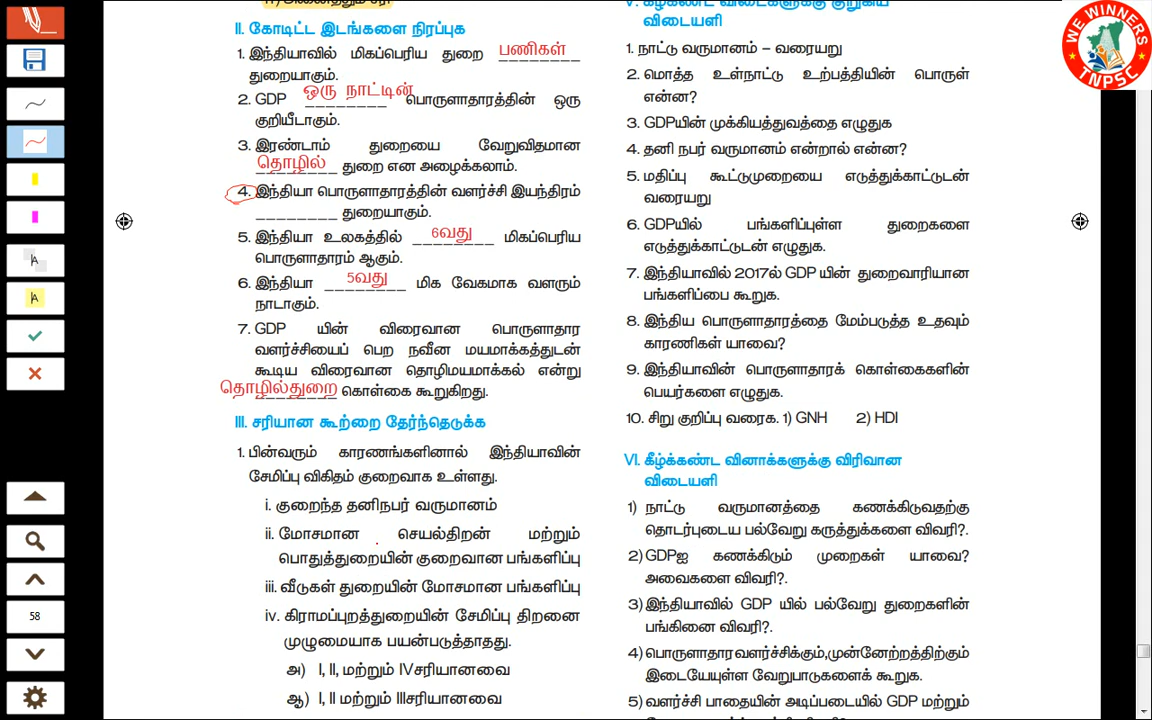 II. கோடிட்ட இடங்களை நிரப்புக
1. இந்தியாவில் மிகப்பெரிய துறை பணிகள்
துறையாகும்.
2. GDP ஒரு நாட்டின் பொருளாதாரத்தின் ஒரு
குறியீடாகும்.
3. இரண்டாம் துறையை வேறுவிதமான
தொழில் துறை என அழைக்கலாம்.
4. இந்தியா பொருளாதாரத்தின் வளர்ச்சி இயந்திரம்
________ துறையாகும்.
5. இந்தியா உலகத்தில் 6வது மிகப்பெரிய
பொருளாதாரம் ஆகும்.
6. இந்தியா 5வது மிக வேகமாக வளரும்
நாடாகும்.
7. GDP யின் விரைவான பொருளாதார
வளர்ச்சியைப் பெற நவீன மயமாக்கத்துடன்
கூடிய விரைவான தொழிமயமாக்கல் என்று
தொழில்துறை கொள்கை கூறுகிறது.
III. சரியான கூற்றை தேர்ந்தெடுக்க
1. பின்வரும் காரணங்களினால் இந்தியாவின்
சேமிப்பு விகிதம் குறைவாக உள்ளது.
i. குறைந்த தனிநபர் வருமானம்
ii. மோசமான செயல்திறன் மற்றும்
பொதுத்துறையின் குறைவான பங்களிப்பு
iii. வீடுகள் துறையின் மோசமான பங்களிப்பு
iv. கிராமப்புறத்துறையின் சேமிப்பு திறனை
முழுமையாக பயன்படுத்தாதது.
அ) I, II, மற்றும் IVசரியானவை
ஆ) I, II மற்றும் IIIசரியானவை
விடையளி
1. நாட்டு வருமானம் – வரையறு
2. மொத்த உள்நாட்டு உற்பத்தியின் பொருள்
என்ன?
3. GDPயின் முக்கியத்துவத்தை எழுதுக
4. தனி நபர் வருமானம் என்றால் என்ன?
5. மதிப்பு கூட்டுமுறையை எடுத்துக்காட்டுடன்
வரையறு
6. GDPயில் பங்களிப்புள்ள துறைகளை
எடுத்துக்காட்டுடன் எழுதுக.
7. இந்தியாவில் 2017ல் GDP யின் துறைவாரியான
பங்களிப்பை கூறுக.
8. இந்திய பொருளாதாரத்தை மேம்படுத்த உதவும்
காரணிகள் யாவை?
9. இந்தியாவின் பொருளாதாரக் கொள்கைகளின்
பெயர்களை எழுதுக.
10. சிறு குறிப்பு வரைக. 1) GNH 2) HDI
VI. கீழ்க்கண்ட வினாக்களுக்கு விரிவான
விடையளி
1) நாட்டு வருமானத்தை கணக்கிடுவதற்கு
தொடர்புடைய பல்வேறு கருத்துக்களை விவரி?.
2) GDPஐ கணக்கிடும் முறைகள் யாவை?
அவைகளை விவரி?.
3) இந்தியாவில் GDP யில் பல்வேறு துறைகளின்
பங்கினை விவரி?.
4) பொருளாதார வளர்ச்சிக்கும்,முன்னேற்றத்திற்கும்
இடையேயுள்ள வேறுபாடுகளைக் கூறுக.
5) வளர்ச்சி பாதையின் அடிப்படையில் GDP மற்றும்
WE WINNERS
TNPSC
58